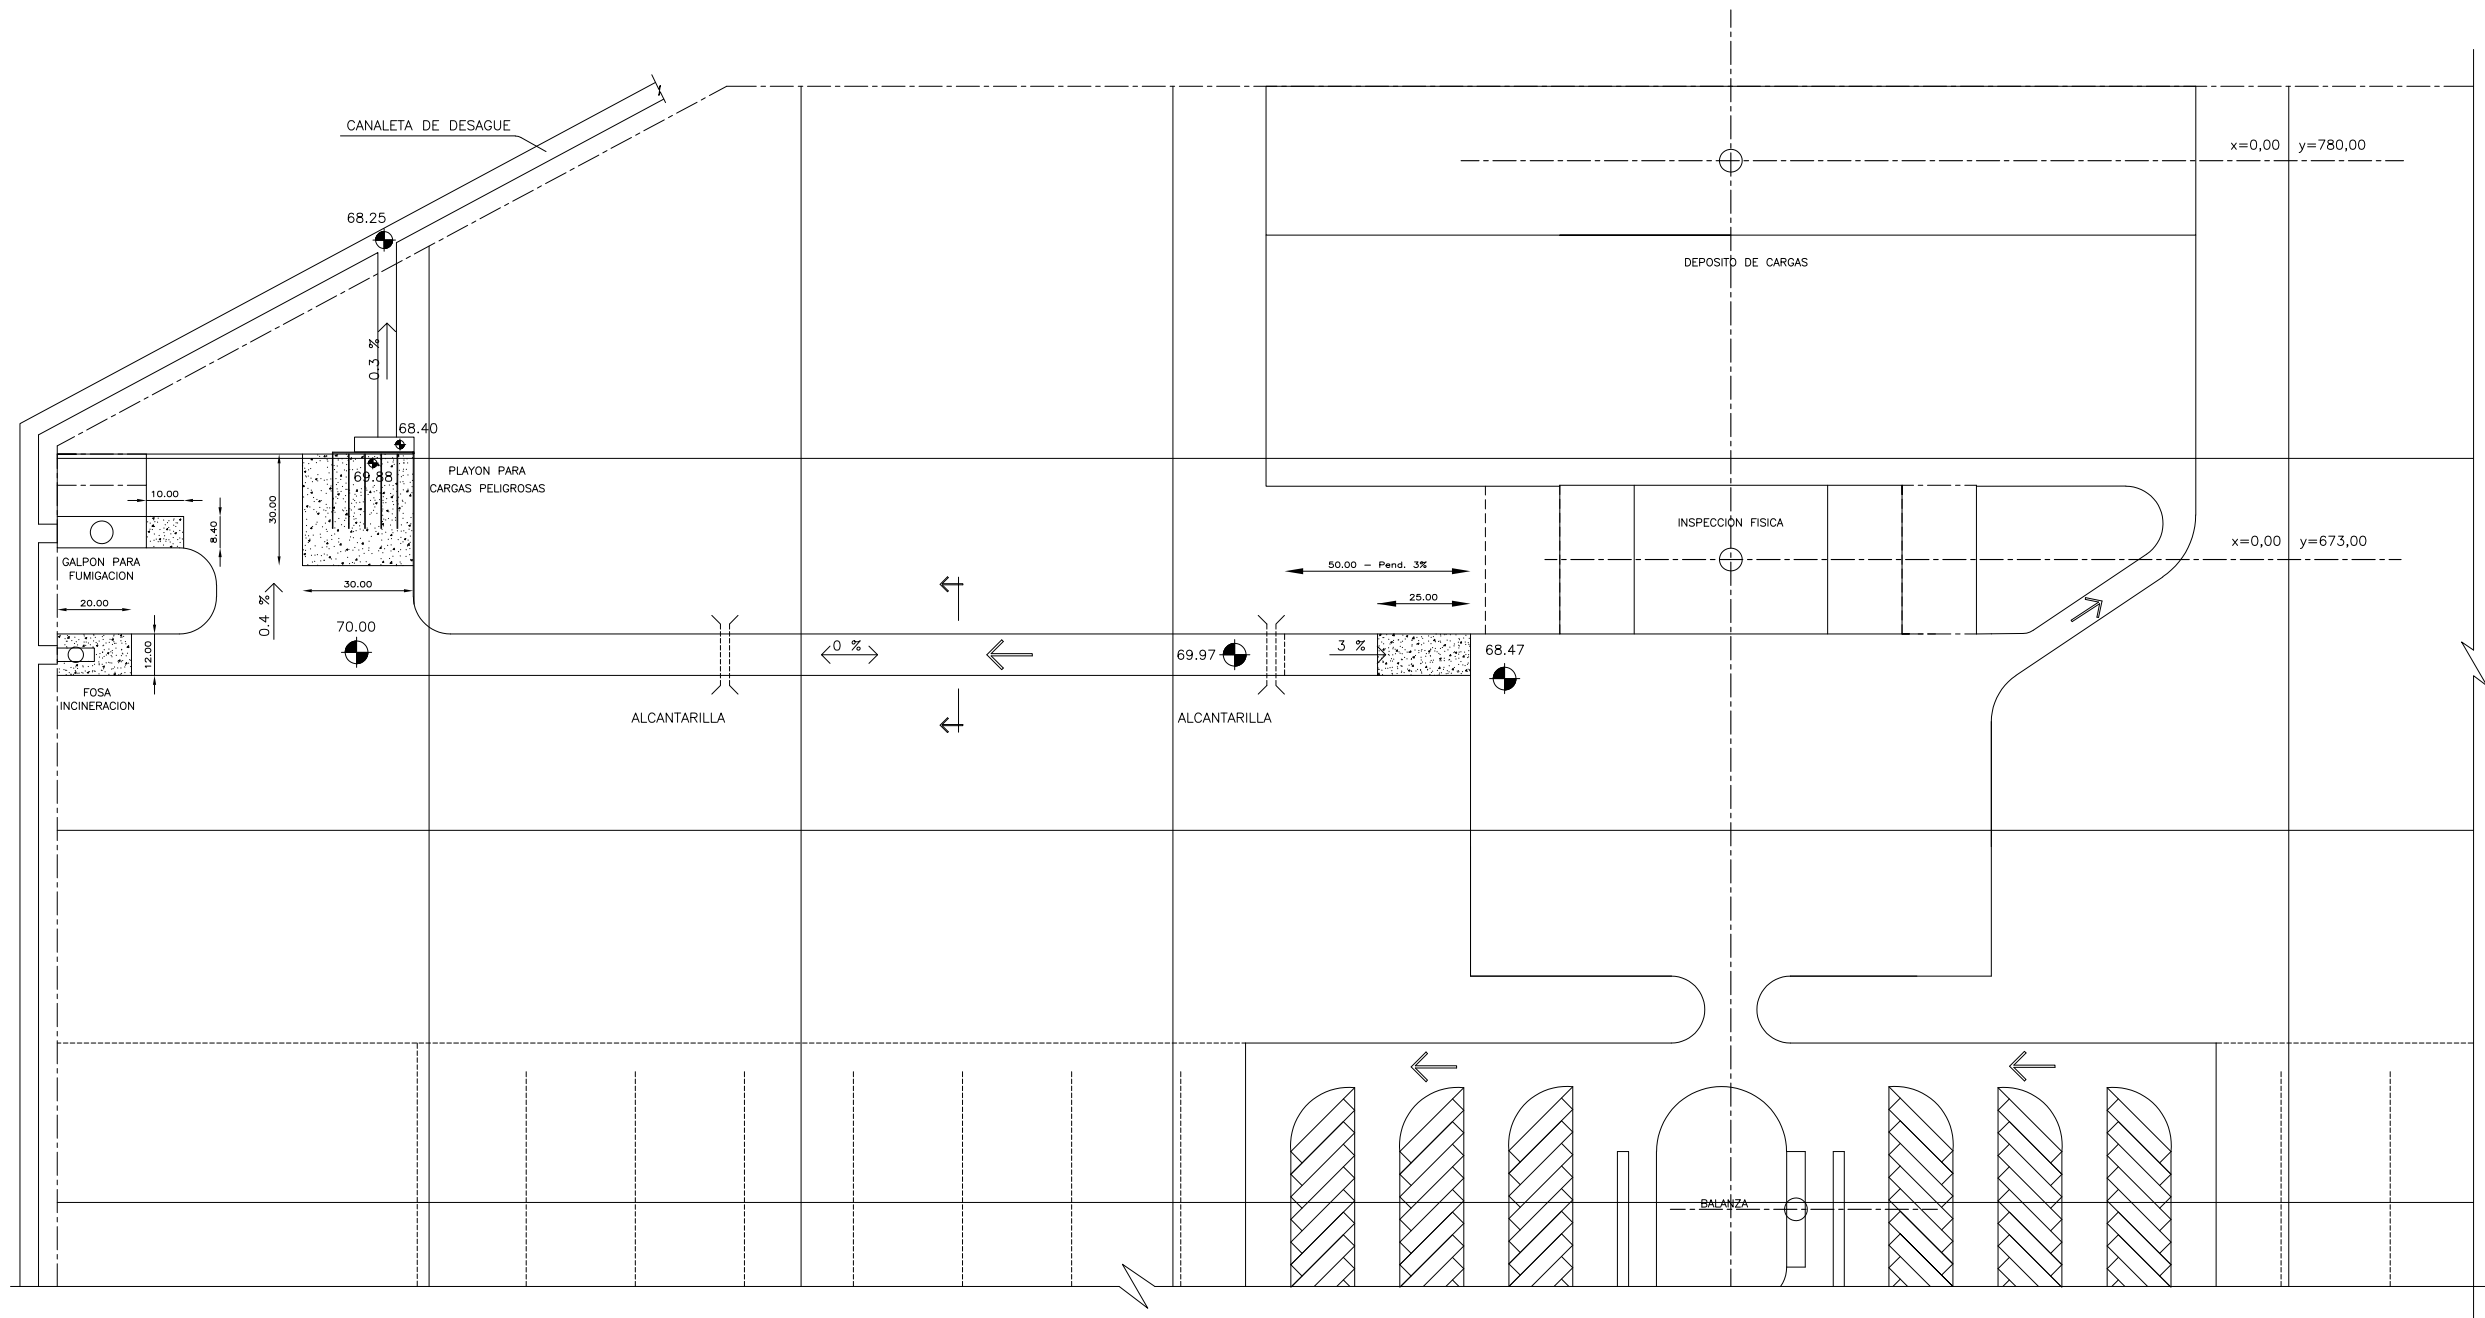 CANALETA DE DESAGUE
x=0,00 y=780,00
68.25
DEPOSITO DE CARGAS
0.3 %
68.40
69.88
PLAYON PARA
CARGAS PELIGROSAS
10.00
30.00
8.40
INSPECCION FISICA
x=0,00 y=673,00
GALPON PARA
FUMIGACION
50.00 - Pend. 3%
30.00
20.00
25.00
0.4 %
70.00
12.00
0 %
69.97
3 %
68.47
FOSA
INCINERACION
ALCANTARILLA
ALCANTARILLA
BALANZA